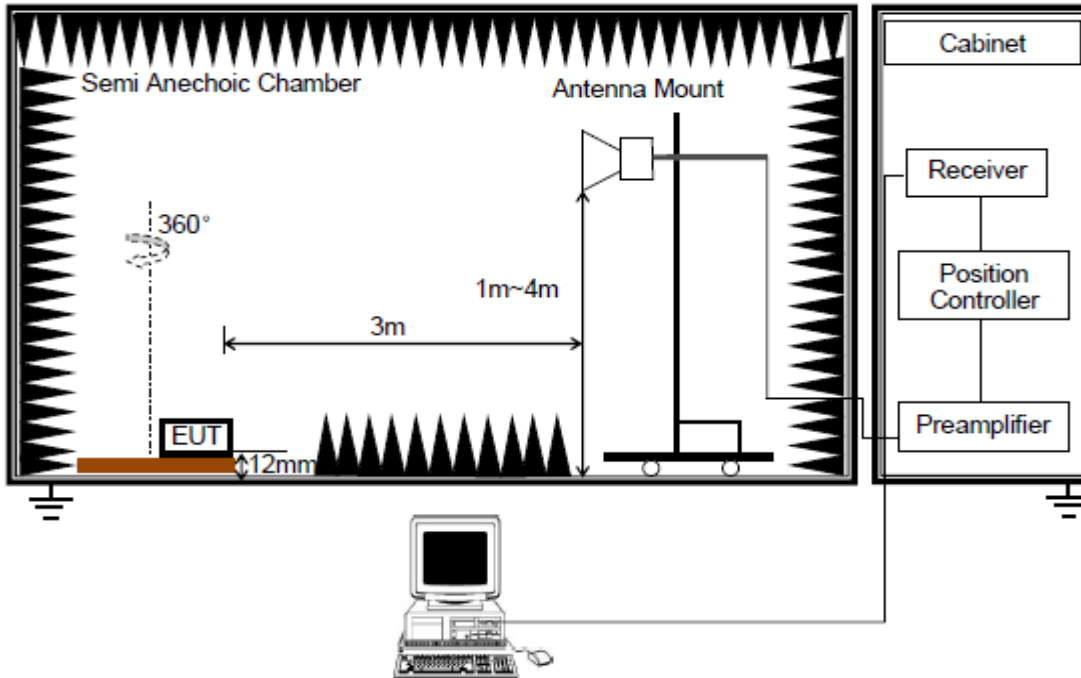 Cabinet
Semi Anechoic Chamber
Antenna Mount
Receiver
360°
Position
Controller
1m~4m
3m
EUT
12mm
Preamplifier